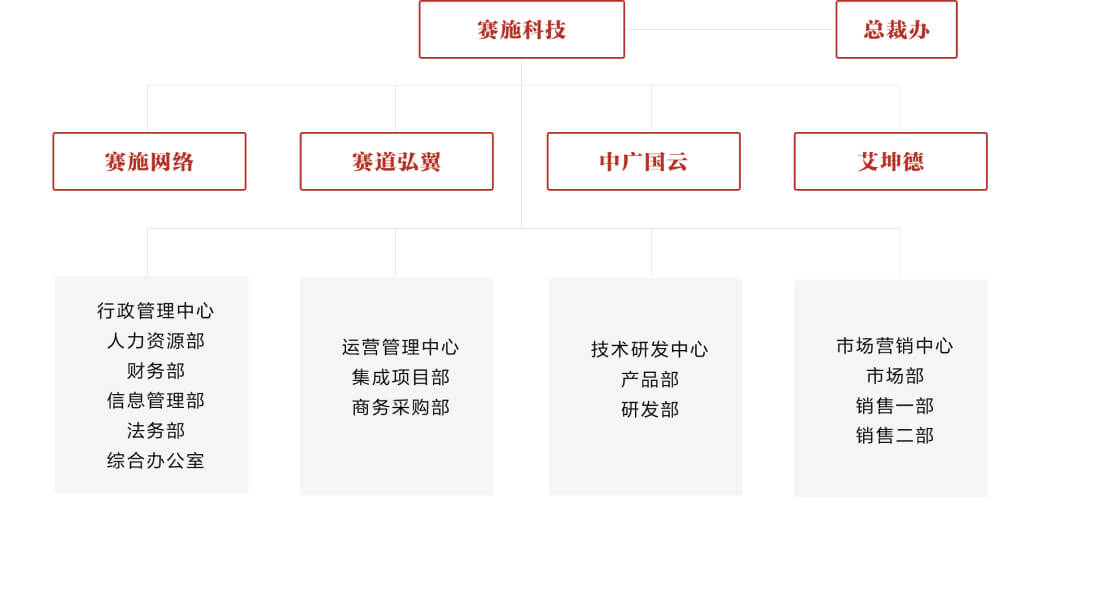 赛施科技
总裁办
赛施网络
赛道弘翼
中广国云
艾坤德
行政管理中心
人力资源部
财务部
信息管理部
法务部
综合办公室
运营管理中心
集成项目部
商务采购部
技术研发中心
产品部
研发部
市场营销中心
市场部
销售一部
销售二部